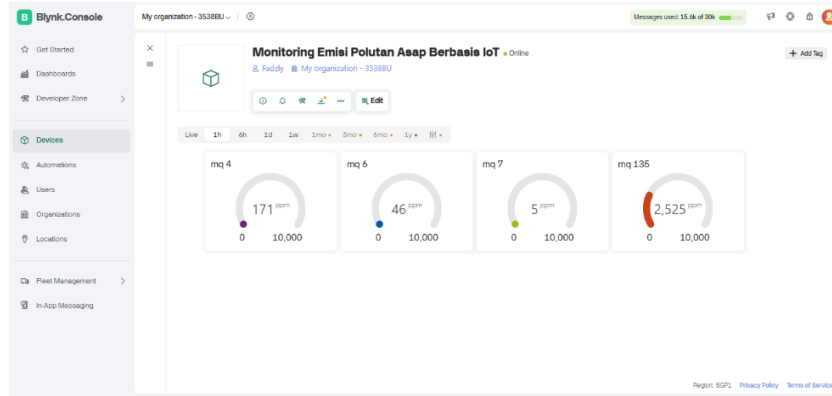 B Blynk.Console
My organization - 3538BU
Messages used: 15.8k of 30k
Get Started
Dashboards
Developer Zone
Devices
Automations
Users
Organizations
Locations
Fleet Management
In-App Messaging
Monitoring Emisi Polutan Asap Berbasis IoT Online
Fadzly My organization - 3538BU
+ Add Tag
Edit
Live 1h 6h 1d 1w 1mo 3mo 6mo 1y
mq 4
171 ppm
0 10,000
mq 6
46 ppm
0 10,000
mq 7
5 ppm
0 10,000
mq 135
2,525 ppm
0 10,000
Region: SGP1 Privacy Policy Terms of Service